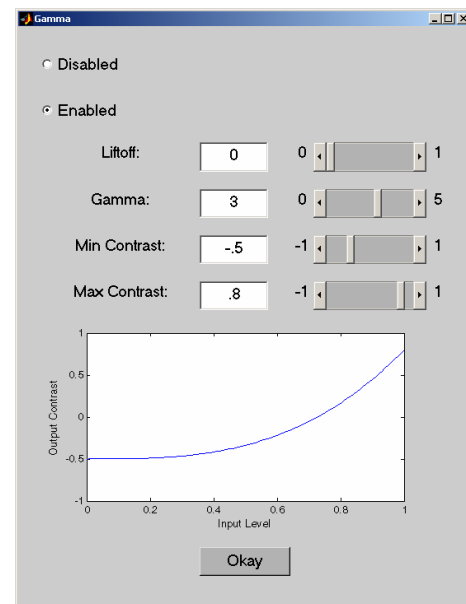 Gamma
Disabled
Enabled
Liftoff: 0 0 1
Gamma: 3 0 5
Min Contrast: -.5 -1 1
Max Contrast: .8 -1 1
1
0.5
0
-0.5
-1
Output Contrast
0 0.2 0.4 0.6 0.8 1
Input Level
Okay